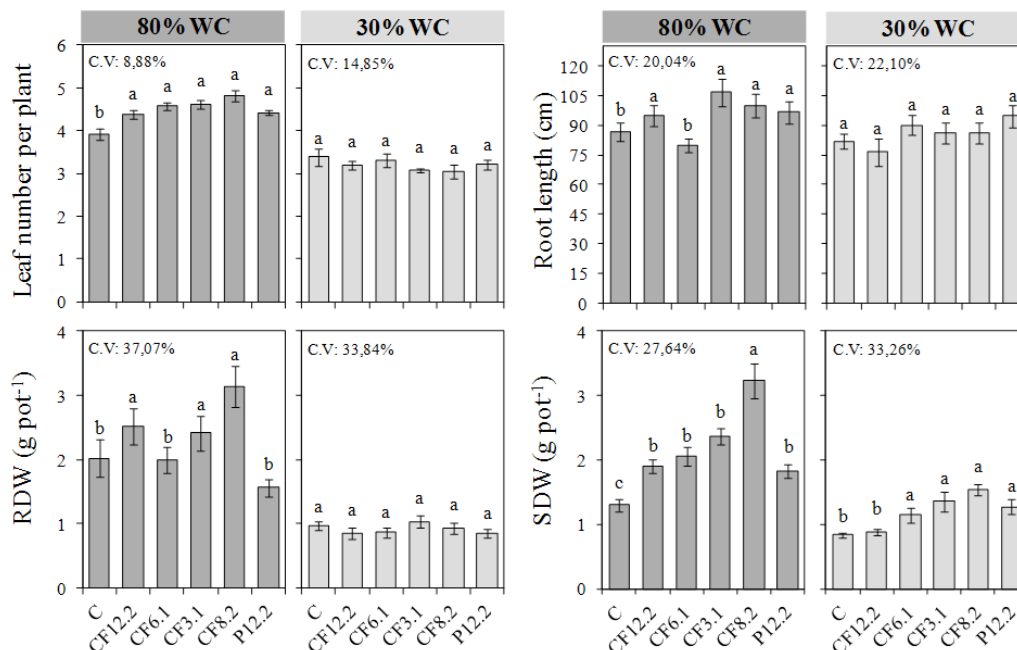 80% WC
30% WC
Leaf number per plant
6
5
4
3
2
1
0
C.V: 8,88%
b
a
a
a
a
a
C.V: 14,85%
a
a
a
a
a
a
RDW (g pot-1)
4
3
2
1
0
C.V: 37,07%
b
a
b
a
a
b
C.V: 33,84%
a
a
a
a
a
a
C
CF12.2
CF6.1
CF3.1
CF8.2
P12.2
C
CF12.2
CF6.1
CF3.1
CF8.2
P12.2
80% WC
30% WC
Root length (cm)
120
105
90
75
60
45
30
15
0
C.V: 20,04%
b
a
b
a
a
a
C.V: 22,10%
a
a
a
a
a
a
SDW (g pot-1)
4
3
2
1
0
C.V: 27,64%
c
b
b
b
a
b
C.V: 33,26%
b
b
a
a
a
a
C
CF12.2
CF6.1
CF3.1
CF8.2
P12.2
C
CF12.2
CF6.1
CF3.1
CF8.2
P12.2